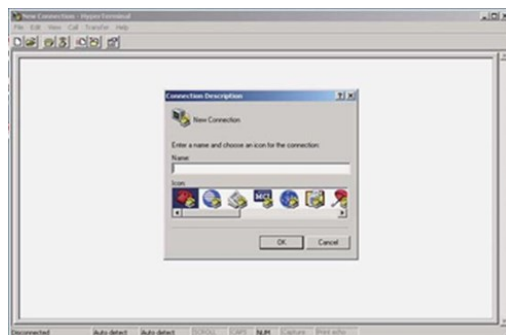 New Connection - HyperTerminal
File Edit View Call Transfer Help
Connection Description
New Connection
Enter a name and choose an icon for the connection:
Name:
Icon:
MCI
OK Cancel
Disconnected Auto detect Auto detect SCROLL CAPS NUM Capture Print echo